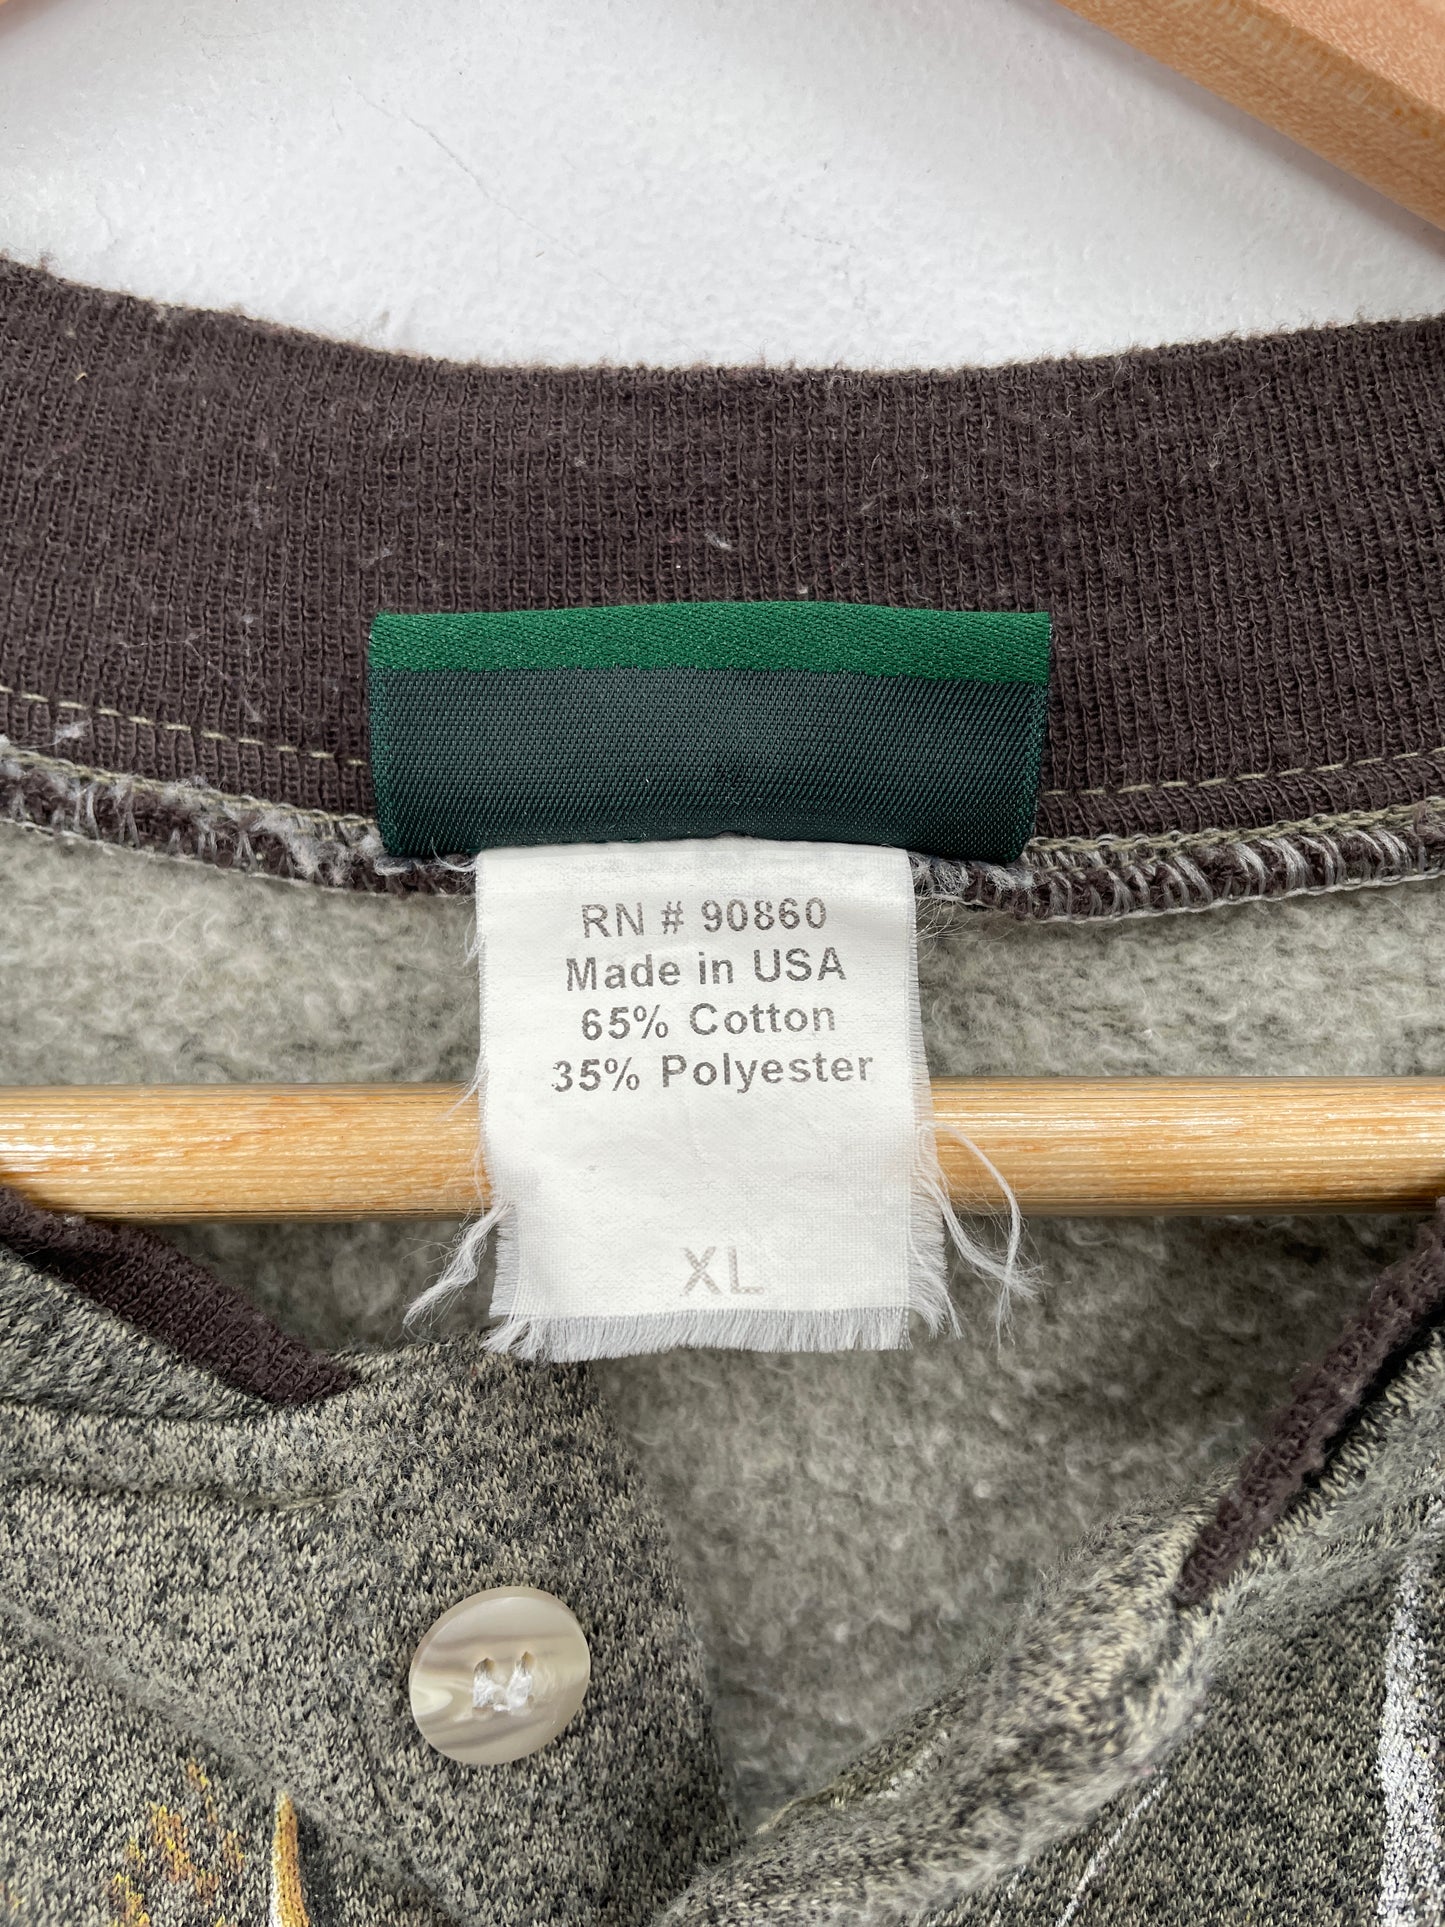 RN # 90860
Made in USA
65% Cotton
35% Polyester
XL